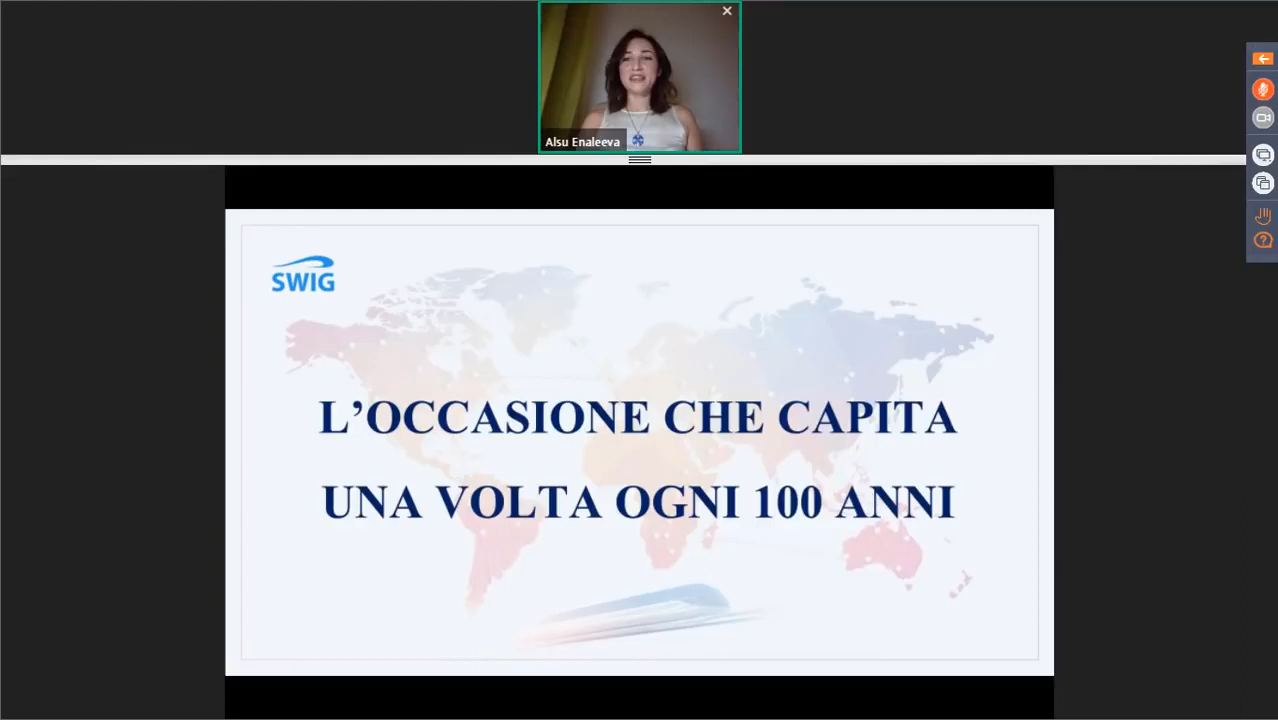 Alsu Enaleeva
SWIG
L’OCCASIONE CHE CAPITA
UNA VOLTA OGNI 100 ANNI